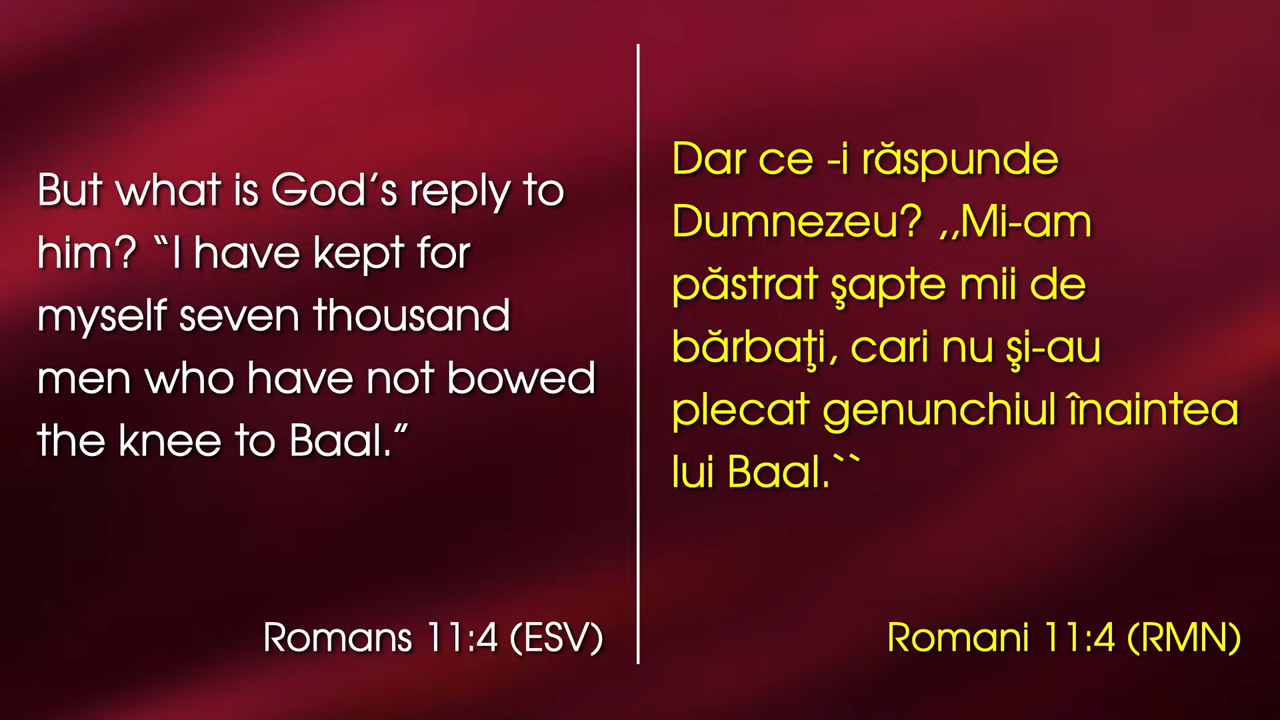 But what is God's reply to
him? “I have kept for
myself seven thousand
men who have not bowed
the knee to Baal.”
Romans 11:4 (ESV)
Dar ce -i răspunde
Dumnezeu? ,,Mi-am
păstrat şapte mii de
bărbaţi, cari nu şi-au
plecat genunchiul înaintea
lui Baal.``
Romani 11:4 (RMN)